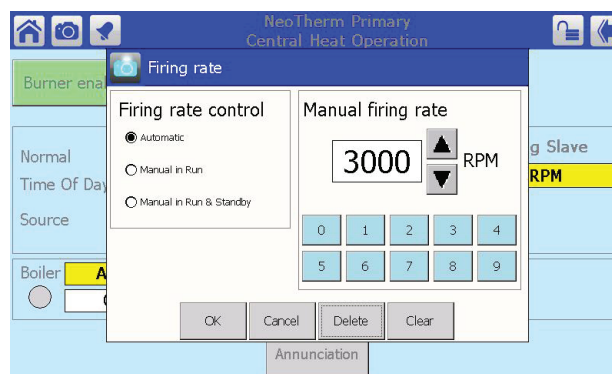 NeoTherm Primary
Central Heat Operation
Firing rate
Burner
Firing rate control
Automatic
Manual in Run
Manual in Run & Standby
Manual firing rate
3000 RPM
0 1 2 3 4
5 6 7 8 9
Normal
Time Of Day
Source
Slave
RPM
Boiler
OK Cancel Delete Clear
Annunciation